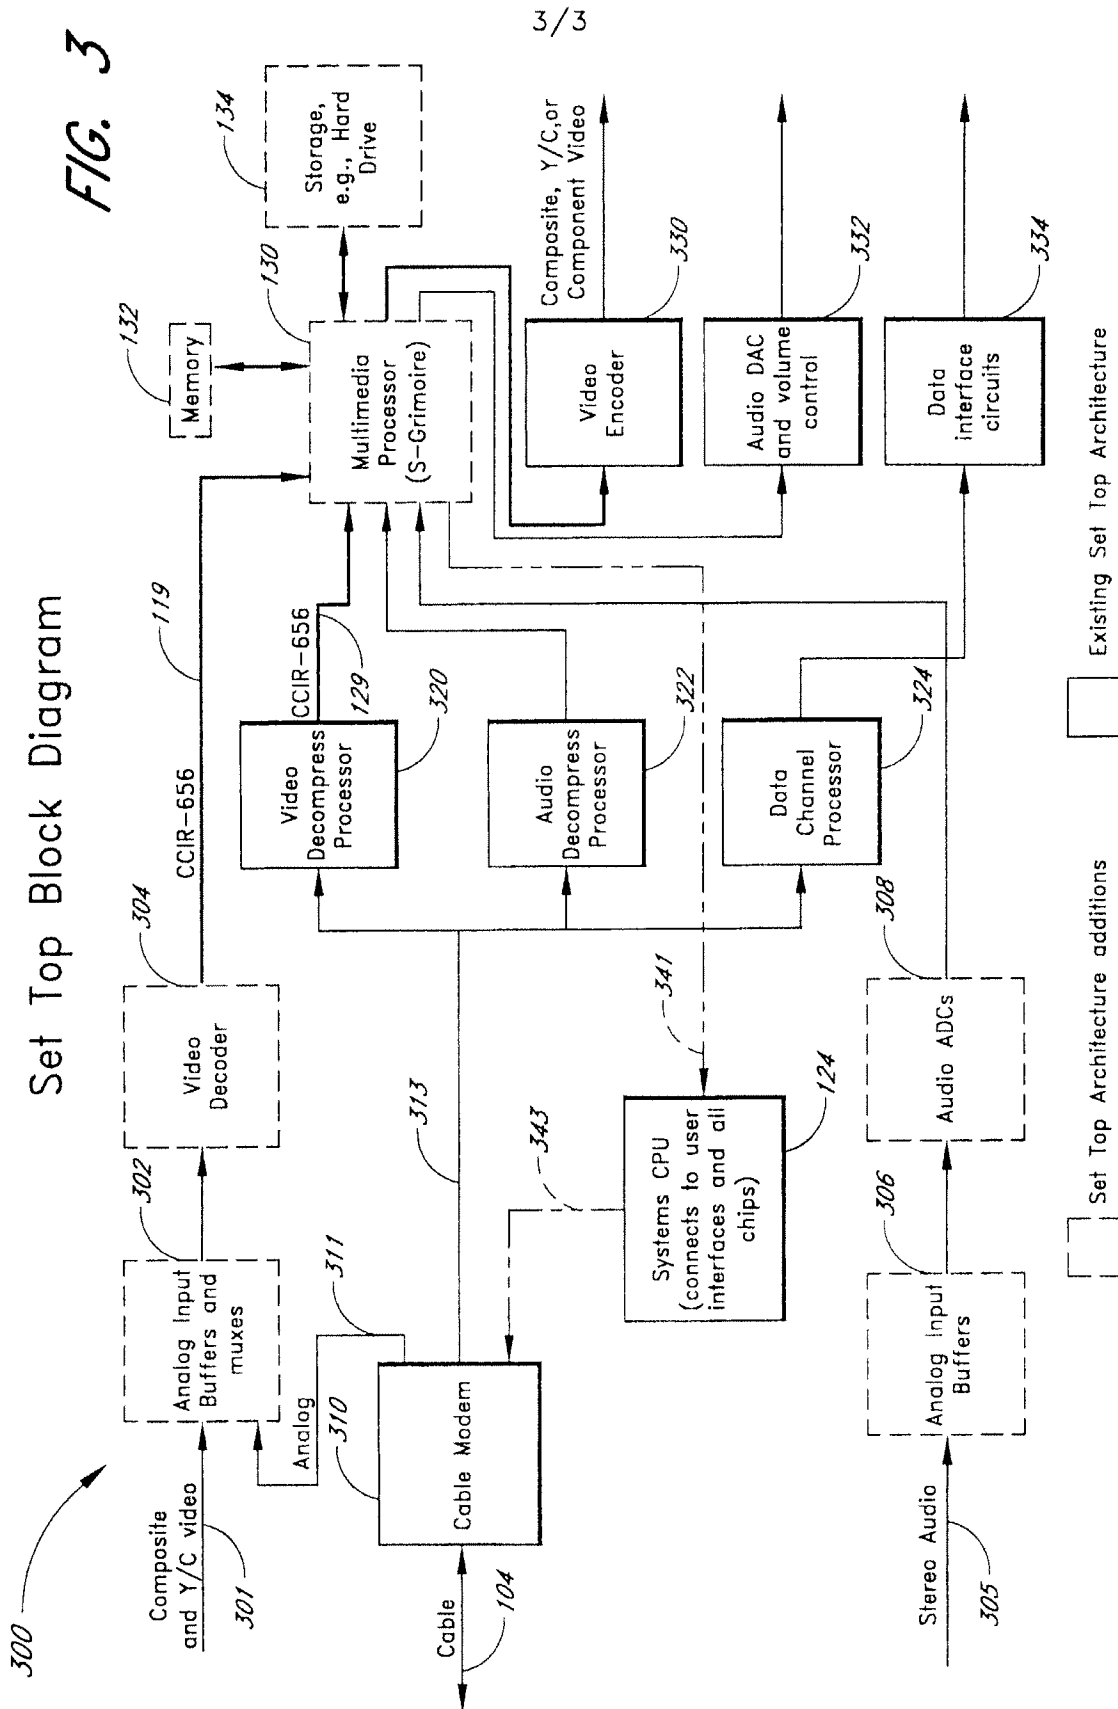 3/3
FIG. 3
Set Top Block Diagram
300
Composite
and Y/C video
301
Analog Input
Buffers and
muxes
302
Video
Decoder
304
CCIR-656
119
Memory
132
Multimedia
Processor
(S-Grimoire)
130
Storage,
e.g., Hard
Drive
134
Cable
104
Cable Modem
310
Analog
311
313
Video
Decompress
Processor
320
CCIR-656
129
Audio
Decompress
Processor
322
Data
Channel
Processor
324
Systems CPU
(connects to user
interfaces and all
chips)
124
343
341
Video
Encoder
330
Composite, Y/C,or
Component Video
Audio DAC
and volume
control
332
Data
interface
circuits
334
Stereo Audio
305
Analog Input
Buffers
306
Audio ADCs
308
Set Top Architecture additions
Existing Set Top Architecture